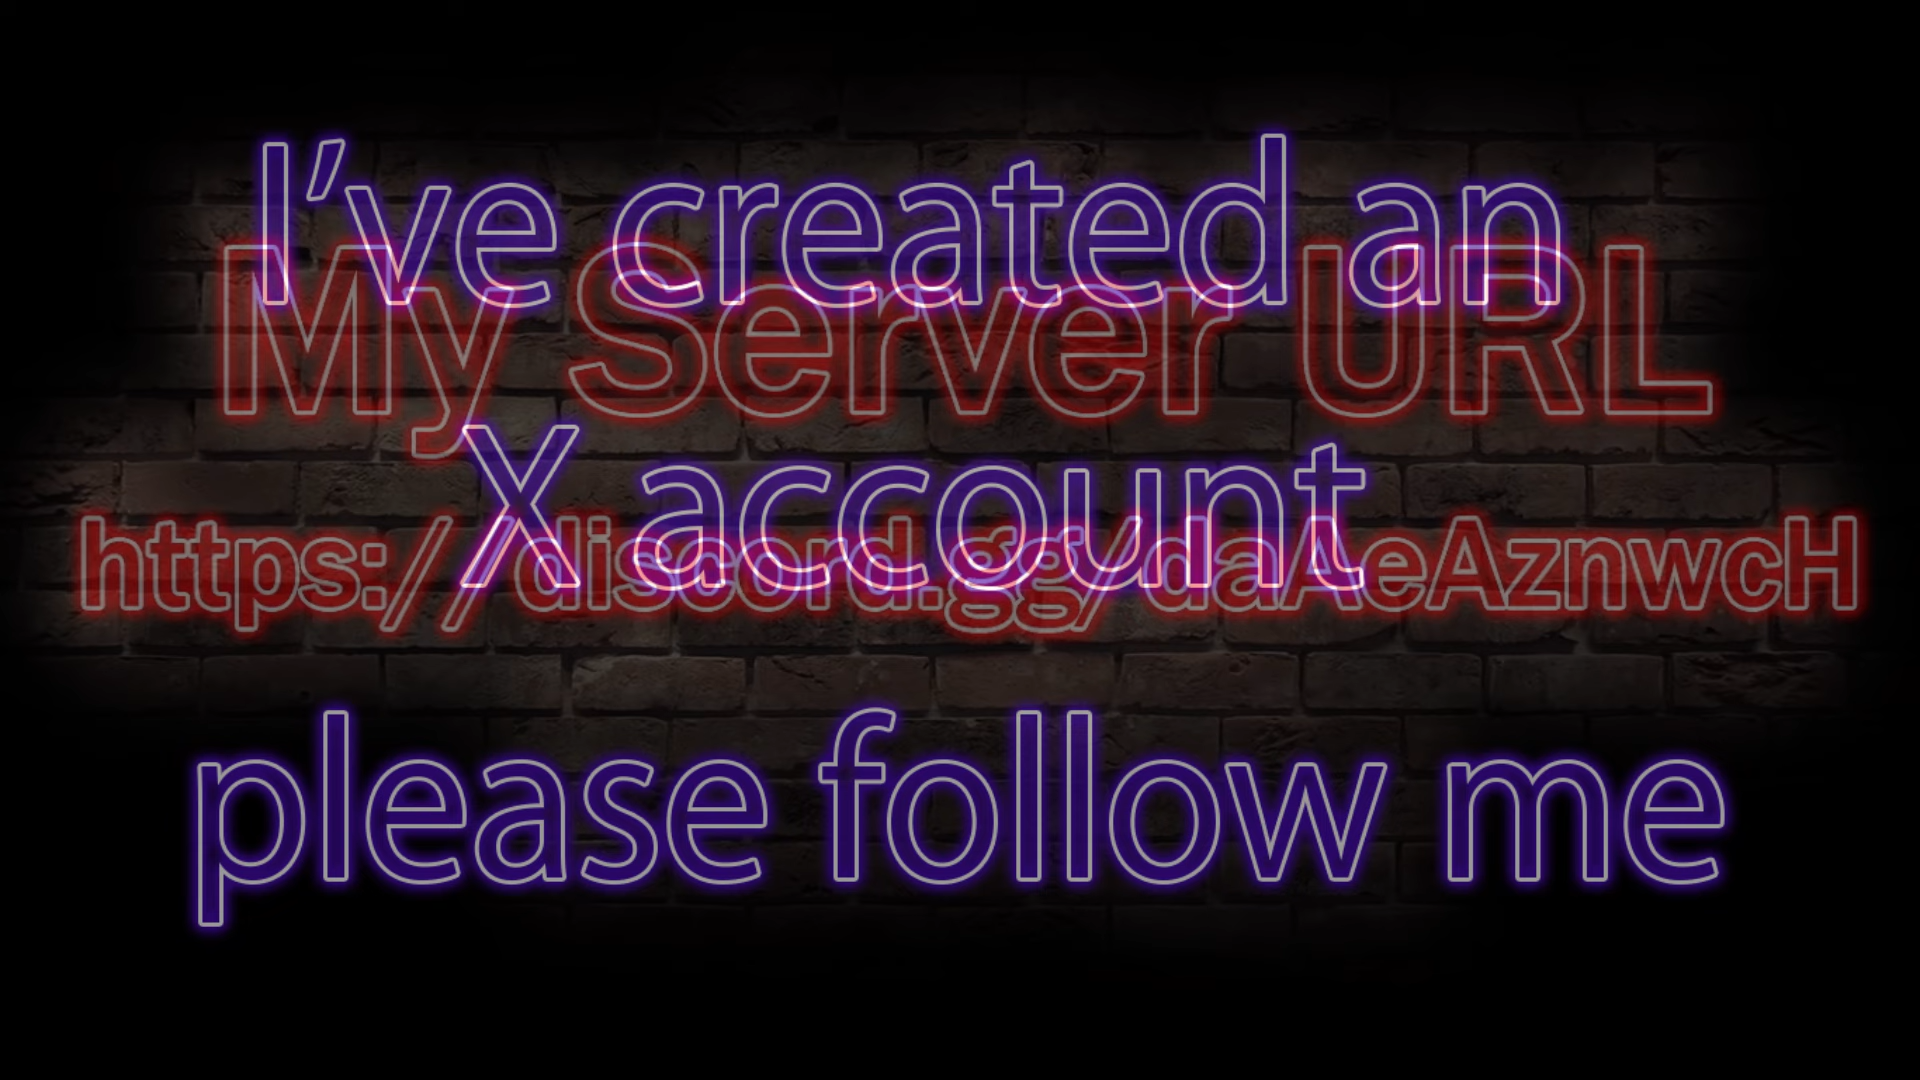 I’ve created an
My Server URL
X account
https://discord.gg/daAeAznwcH
please follow me